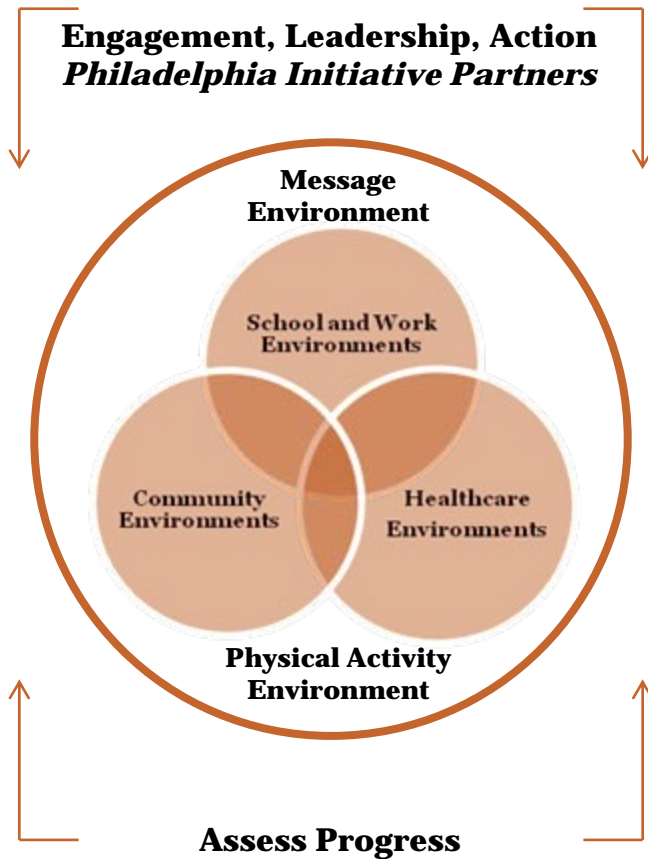 Engagement, Leadership, Action
Philadelphia Initiative Partners
Message
Environment
School and Work
Environments
Community
Environments
Healthcare
Environments
Physical Activity
Environment
Assess Progress